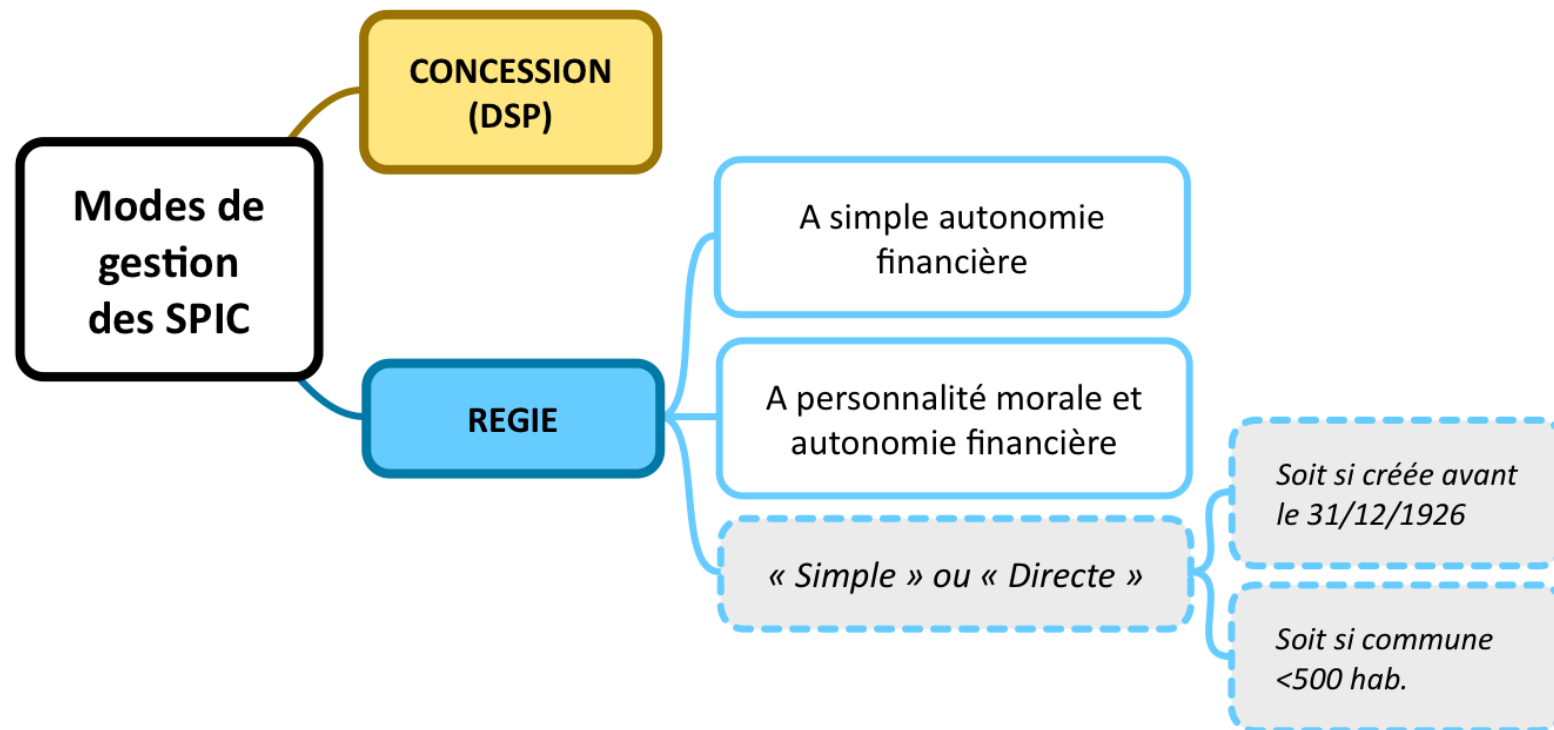 CONCESSION
(DSP)
Modes de
gestion
des SPIC
A simple autonomie
financière
REGIE
A personnalité morale et
autonomie financière
« Simple » ou « Directe »
Soit si créée avant
le 31/12/1926
Soit si commune
<500 hab.